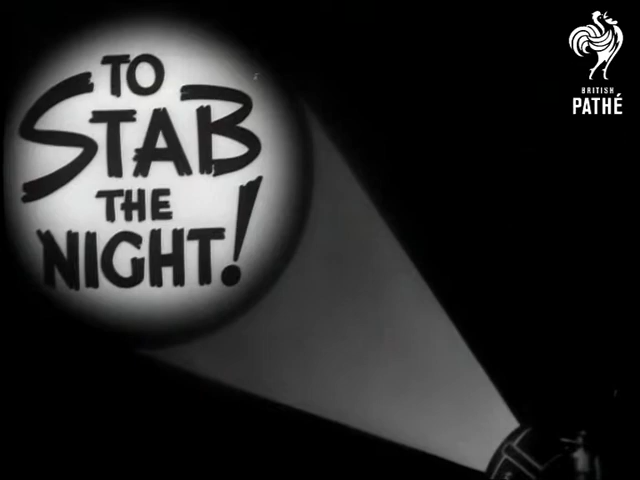 TO
STAB
THE
NIGHT!
BRITISH
PATHÉ